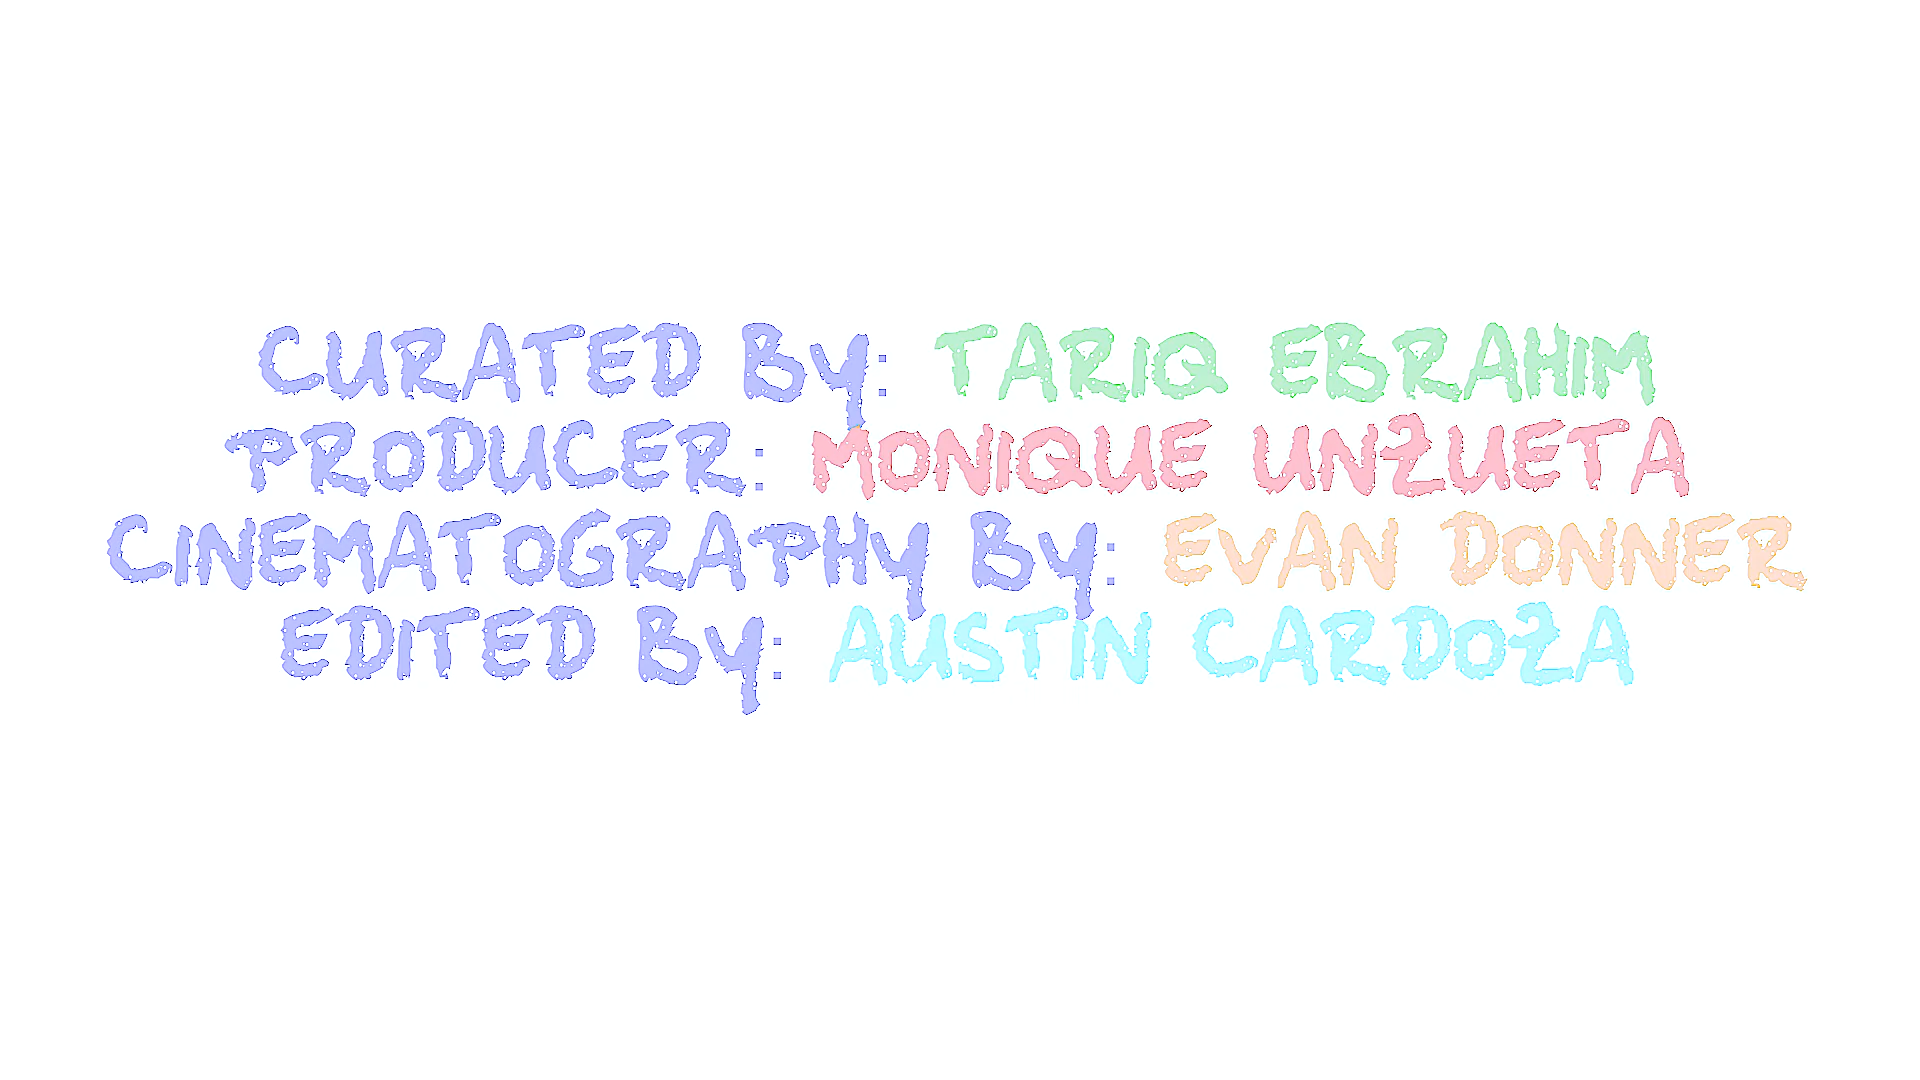 CURATED BY: TARIQ EBRAHIM
PRODUCER: MONIQUE UNZUETA
CINEMATOGRAPHY BY: EVAN DONNER
EDITED BY: AUSTIN CARDOZA